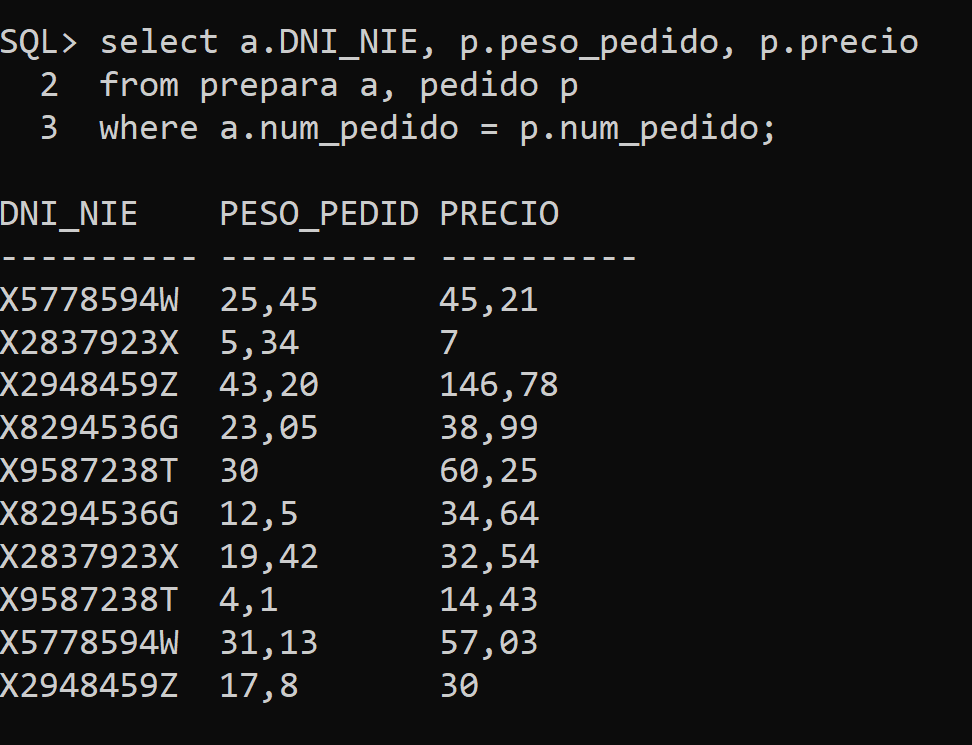 SQL> select a.DNI_NIE, p.peso_pedido, p.precio
  2  from prepara a, pedido p
  3  where a.num_pedido = p.num_pedido;

DNI_NIE    PESO_PEDID PRECIO
---------- ---------- ----------
X5778594W  25,45      45,21
X2837923X  5,34       7
X2948459Z  43,20      146,78
X8294536G  23,05      38,99
X9587238T  30         60,25
X8294536G  12,5       34,64
X2837923X  19,42      32,54
X9587238T  4,1        14,43
X5778594W  31,13      57,03
X2948459Z  17,8       30